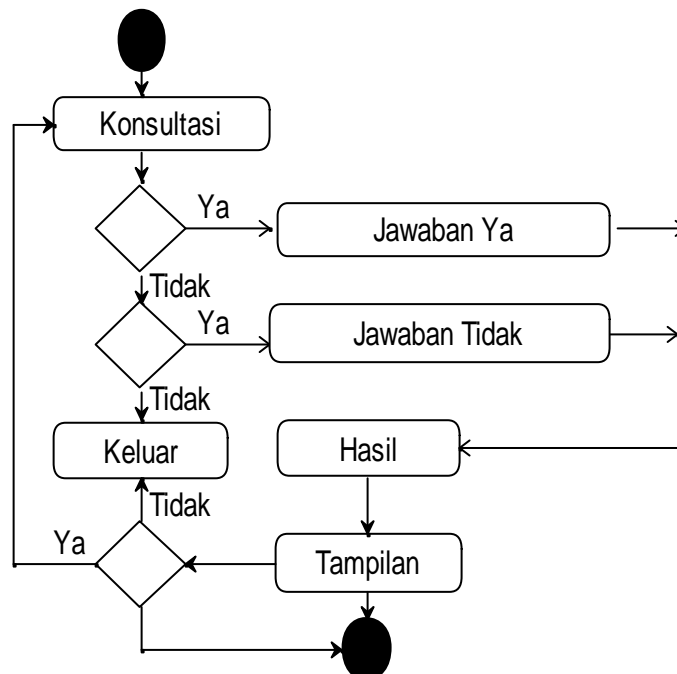 Konsultasi
Ya
Jawaban Ya
Tidak
Ya
Jawaban Tidak
Tidak
Keluar
Hasil
Tidak
Ya
Tampilan